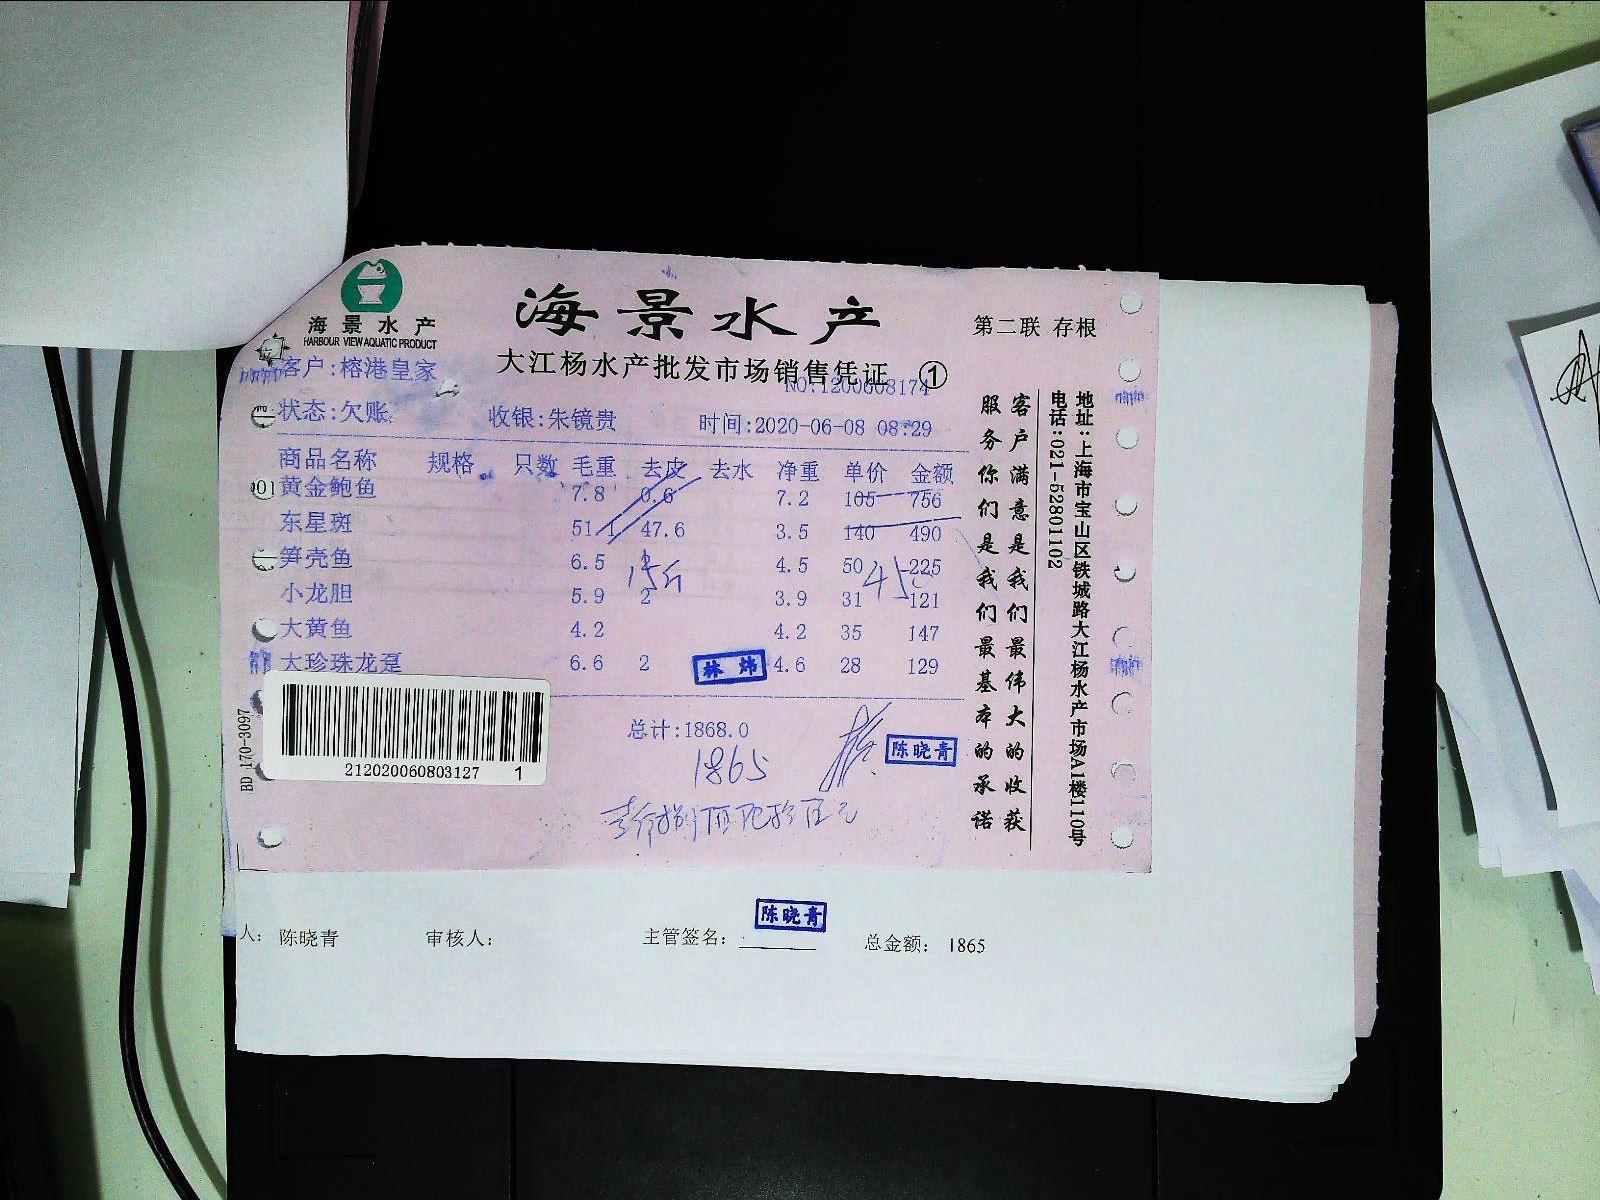 海景水产
HARBOUR VIEW AQUATIC PRODUCT
海景水产
第二联 存根
大江杨水产批发市场销售凭证 ①
NO:1200608174
客户:榕港皇家
状态:欠账 收银:朱镜贵 时间:2020-06-08 08:29
商品名称 规格 只数 毛重 去皮 去水 净重 单价 金额
黄金鲍鱼 7.8 0.6 7.2 105 756
东星斑 51.1 47.6 3.5 140 490
笋壳鱼 6.5 4.5 50 225
小龙胆 5.9 2 3.9 31 121
大黄鱼 4.2 4.2 35 147
大珍珠龙趸 6.6 2 4.6 28 129
林炜
总计:1868.0
1865
陈晓青
212020060803127 1
BD 170-3097
客户满意是我们最伟大的收获
服务你们是我们最基本的承诺
地址:上海市宝山区铁城路大江杨水产市场A1楼110号
电话:021-52801102
陈晓青
人: 陈晓青 审核人: 主管签名: 总金额: 1865